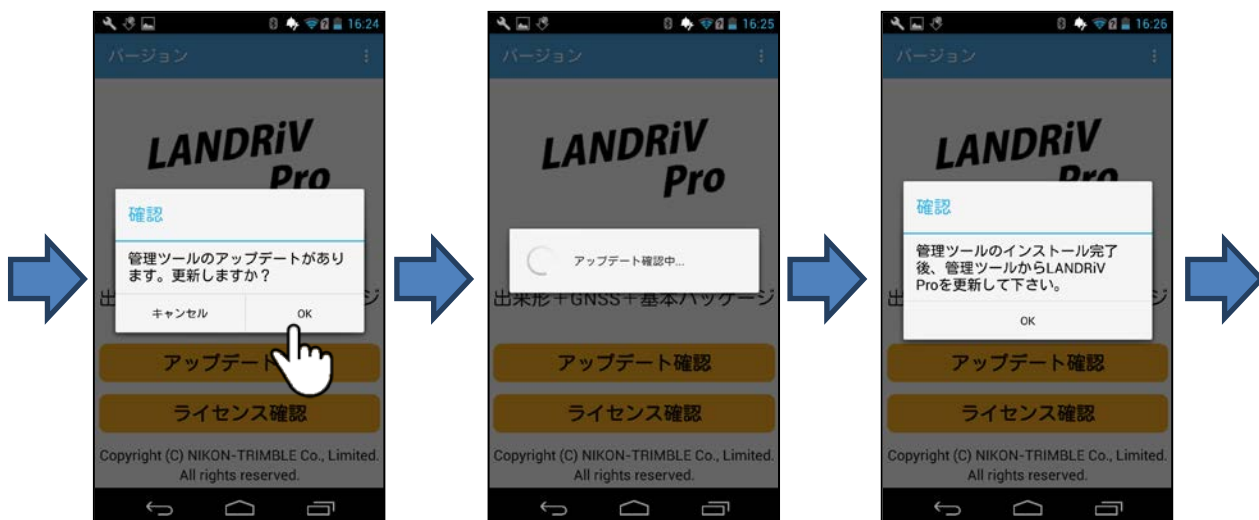 16:24
バージョン
LANDRiV
Pro
確認
管理ツールのアップデートがあり
ます。更新しますか?
キャンセル
OK
アップデート
ライセンス確認
Copyright (C) NIKON-TRIMBLE Co., Limited.
All rights reserved.
16:25
バージョン
LANDRiV
Pro
アップデート確認中...
出来形+GNSS+基本パッケージ
アップデート確認
ライセンス確認
Copyright (C) NIKON-TRIMBLE Co., Limited.
All rights reserved.
16:26
バージョン
LANDRiV
Pro
確認
管理ツールのインストール完了
後、管理ツールからLANDRiV
Proを更新して下さい。
OK
アップデート確認
ライセンス確認
Copyright (C) NIKON-TRIMBLE Co., Limited.
All rights reserved.